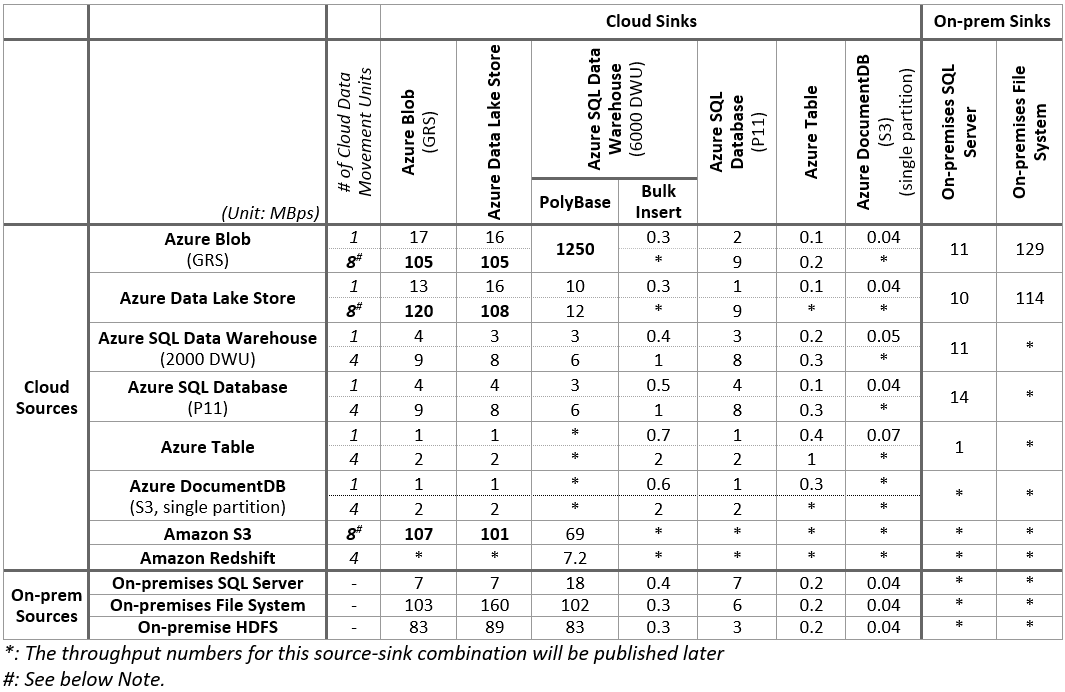 Cloud Sinks On-prem Sinks
(Unit: MBps)
# of Cloud Data
Movement Units
Azure Blob
(GRS)
Azure Data Lake Store
Azure SQL Data
Warehouse
(6000 DWU)
PolyBase
Bulk
Insert
Azure SQL
Database
(P11)
Azure Table
Azure DocumentDB
(S3)
(single partition)
On-premises SQL
Server
On-premises File
System
Cloud
Sources
Azure Blob
(GRS)
1 17 16 1250 0.3 2 0.1 0.04 11 129
8# 105 105 * 9 0.2 *
Azure Data Lake Store
1 13 16 10 0.3 1 0.1 0.04 10 114
8# 120 108 12 * 9 * *
Azure SQL Data Warehouse
(2000 DWU)
1 4 3 3 0.4 3 0.2 0.05 11 *
4 9 8 6 1 8 0.3 *
Azure SQL Database
(P11)
1 4 4 3 0.5 4 0.1 0.04 14 *
4 9 8 6 1 8 0.3 *
Azure Table
1 1 1 * 0.7 1 0.4 0.07 1 *
4 2 2 * 2 2 1 *
Azure DocumentDB
(S3, single partition)
1 1 1 * 0.6 1 0.3 * * *
4 2 2 * 2 2 * *
Amazon S3 8# 107 101 69 * * * * * *
Amazon Redshift 4 * * 7.2 * * * * * *
On-prem
Sources
On-premises SQL Server - 7 7 18 0.4 7 0.2 0.04 * *
On-premises File System - 103 160 102 0.3 6 0.2 0.04 * *
On-premise HDFS - 83 89 83 0.3 3 0.2 0.04 * *
*: The throughput numbers for this source-sink combination will be published later
#: See below Note.